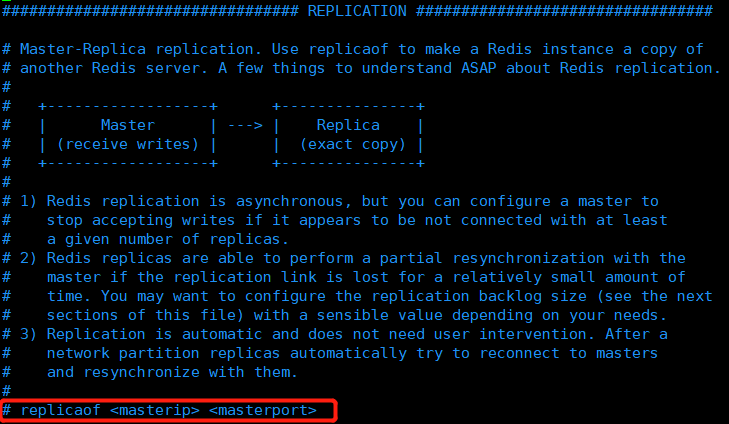 ################################# REPLICATION #################################
# Master-Replica replication. Use replicaof to make a Redis instance a copy of
# another Redis server. A few things to understand ASAP about Redis replication.
#
#   +------------------+      +---------------+
#   |      Master      | ---> |    Replica    |
#   | (receive writes) |      |  (exact copy) |
#   +------------------+      +---------------+
#
# 1) Redis replication is asynchronous, but you can configure a master to
#    stop accepting writes if it appears to be not connected with at least
#    a given number of replicas.
# 2) Redis replicas are able to perform a partial resynchronization with the
#    master if the replication link is lost for a relatively small amount of
#    time. You may want to configure the replication backlog size (see the next
#    sections of this file) with a sensible value depending on your needs.
# 3) Replication is automatic and does not need user intervention. After a
#    network partition replicas automatically try to reconnect to masters
#    and resynchronize with them.
#
# replicaof <masterip> <masterport>